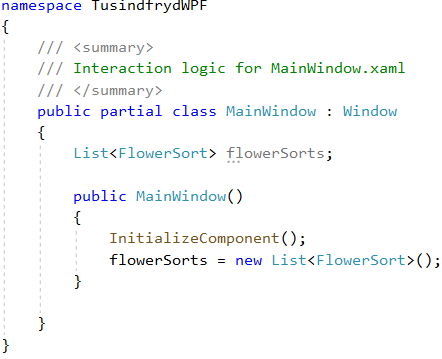 namespace TusindfrydWPF
{
/// <summary>
/// Interaction logic for MainWindow.xaml
/// </summary>
public partial class MainWindow : Window
{
List<FlowerSort> flowerSorts;
public MainWindow()
{
InitializeComponent();
flowerSorts = new List<FlowerSort>();
}
}
}